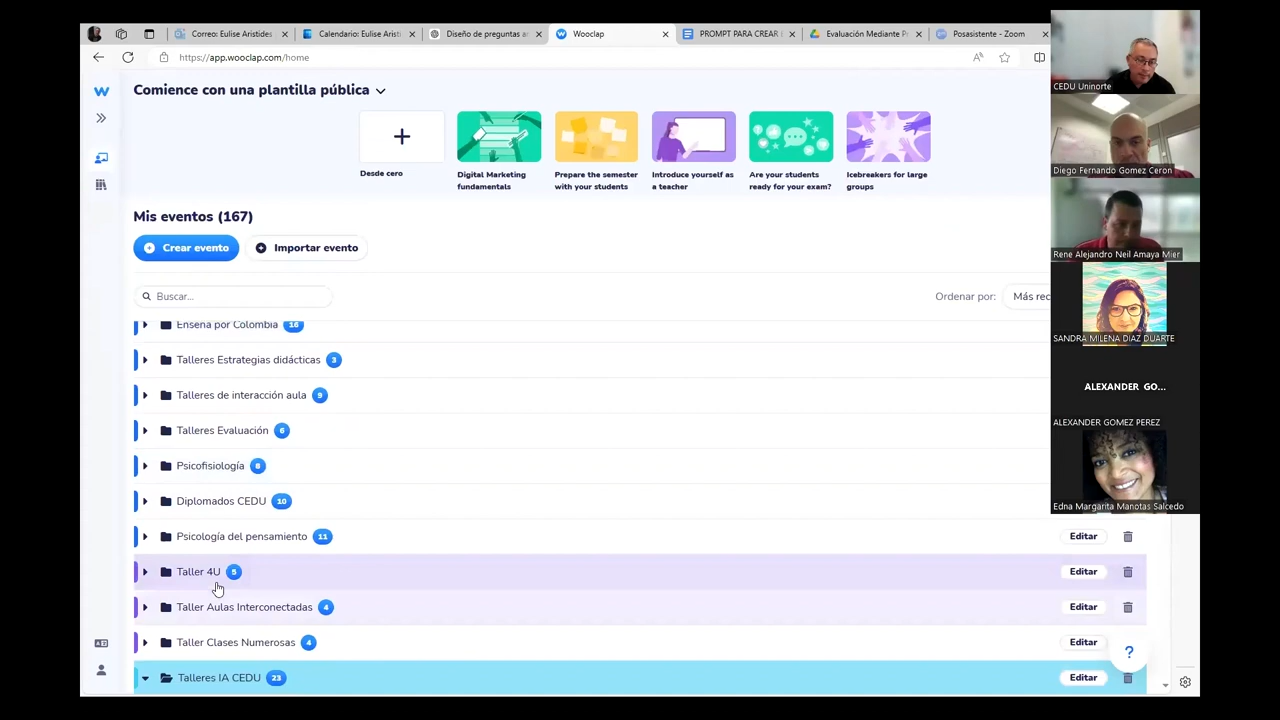 Correo: Eulise Aristides
Calendario: Eulise Aristi
Diseño de preguntas a
Wooclap
PROMPT PARA CREAR
Evaluación Mediante P
Posasistente - Zoom
https://app.wooclap.com/home
Comience con una plantilla pública
Desde cero
Digital Marketing
fundamentals
Prepare the semester
with your students
Introduce yourself as
a teacher
Are your students
ready for your exam?
Icebreakers for large
groups
Mis eventos (167)
Crear evento
Importar evento
Buscar...
Ordenar por:
Más rec
Enseña por Colombia 16
Talleres Estrategias didácticas 3
Talleres de interacción aula 9
Talleres Evaluación 6
Psicofisiología 8
Diplomados CEDU 10
Psicología del pensamiento 11 Editar
Taller 4U 5 Editar
Taller Aulas Interconectadas 4 Editar
Taller Clases Numerosas 4 Editar
Talleres IA CEDU 23 Editar
?
CEDU Uninorte
Diego Fernando Gomez Ceron
Rene Alejandro Neil Amaya Mier
SANDRA MILENA DIAZ DUARTE
ALEXANDER GO...
ALEXANDER GOMEZ PEREZ
Edna Margarita Manotas Salcedo